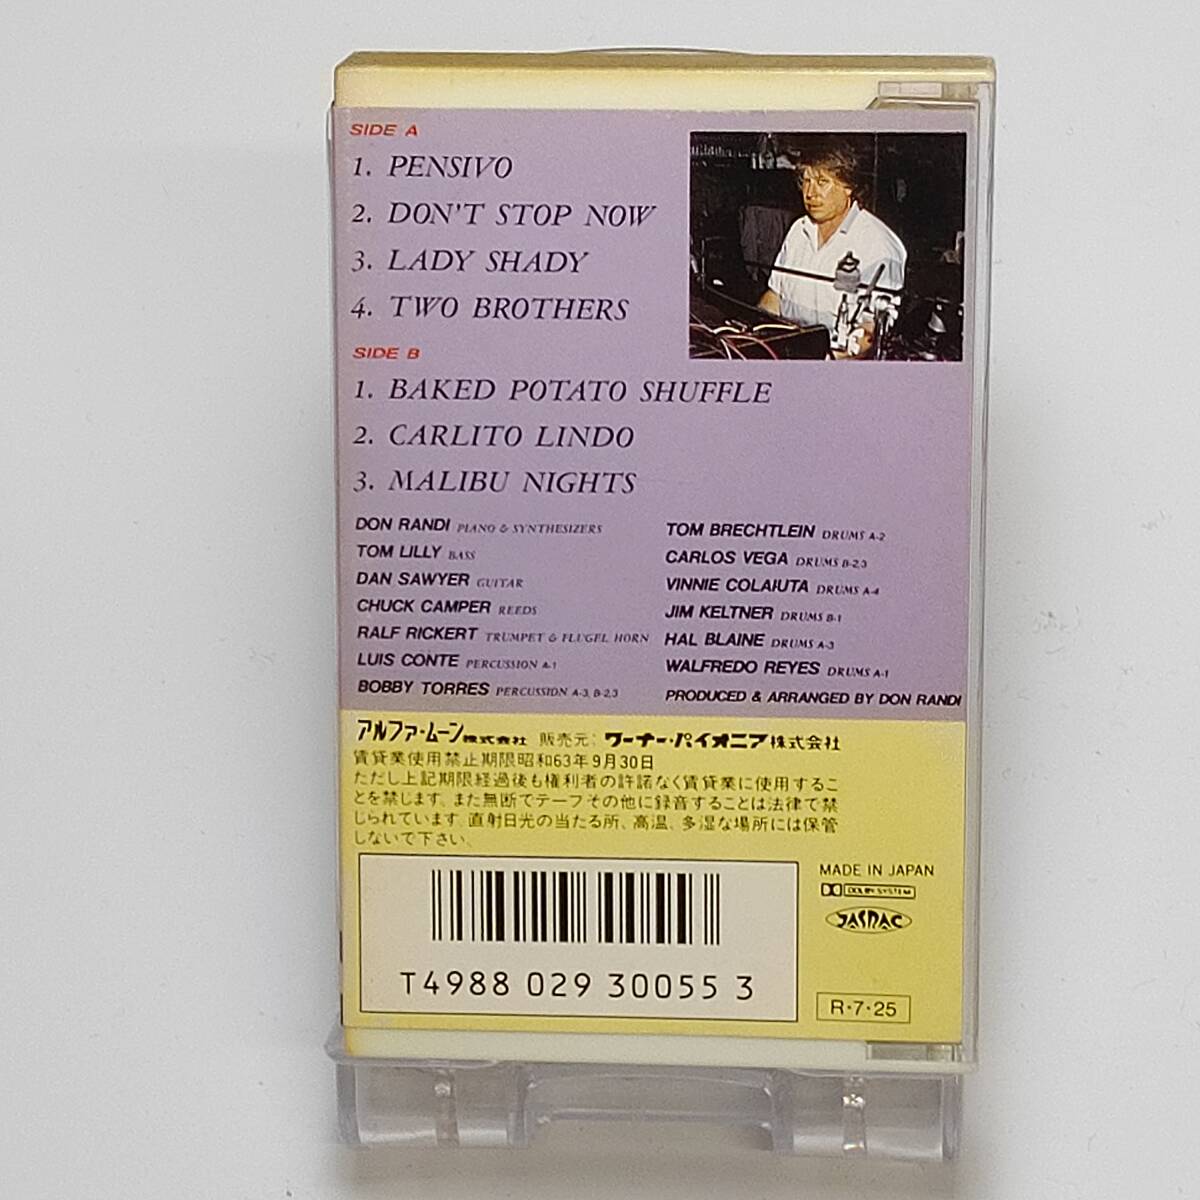 SIDE A
1. PENSIVO
2. DON'T STOP NOW
3. LADY SHADY
4. TWO BROTHERS
SIDE B
1. BAKED POTATO SHUFFLE
2. CARLITO LINDO
3. MALIBU NIGHTS
DON RANDI PIANO & SYNTHESIZERS
TOM LILLY BASS
DAN SAWYER GUITAR
CHUCK CAMPER REEDS
RALF RICKERT TRUMPET & FLUGEL HORN
LUIS CONTE PERCUSSION A-1
BOBBY TORRES PERCUSSION A-3, B-2,3
TOM BRECHTLEIN DRUMS A-2
CARLOS VEGA DRUMS B-2,3
VINNIE COLAIUTA DRUMS A-4
JIM KELTNER DRUMS B-1
HAL BLAINE DRUMS A-3
WALFREDO REYES DRUMS A-1
PRODUCED & ARRANGED BY DON RANDI
アルファ・ムーン株式会社 販売元:ワーナー・パイオニア株式会社
賃貸業使用禁止期限昭和63年9月30日
ただし上記期限経過後も権利者の許諾なく賃貸業に使用するこ
とを禁じます。また無断でテープその他に録音することは法律で禁
じられています。直射日光の当たる所、高温、多湿な場所には保管
しないで下さい。
T4988 029 30055 3
MADE IN JAPAN
DOLBY SYSTEM
JASRAC
R・7・25